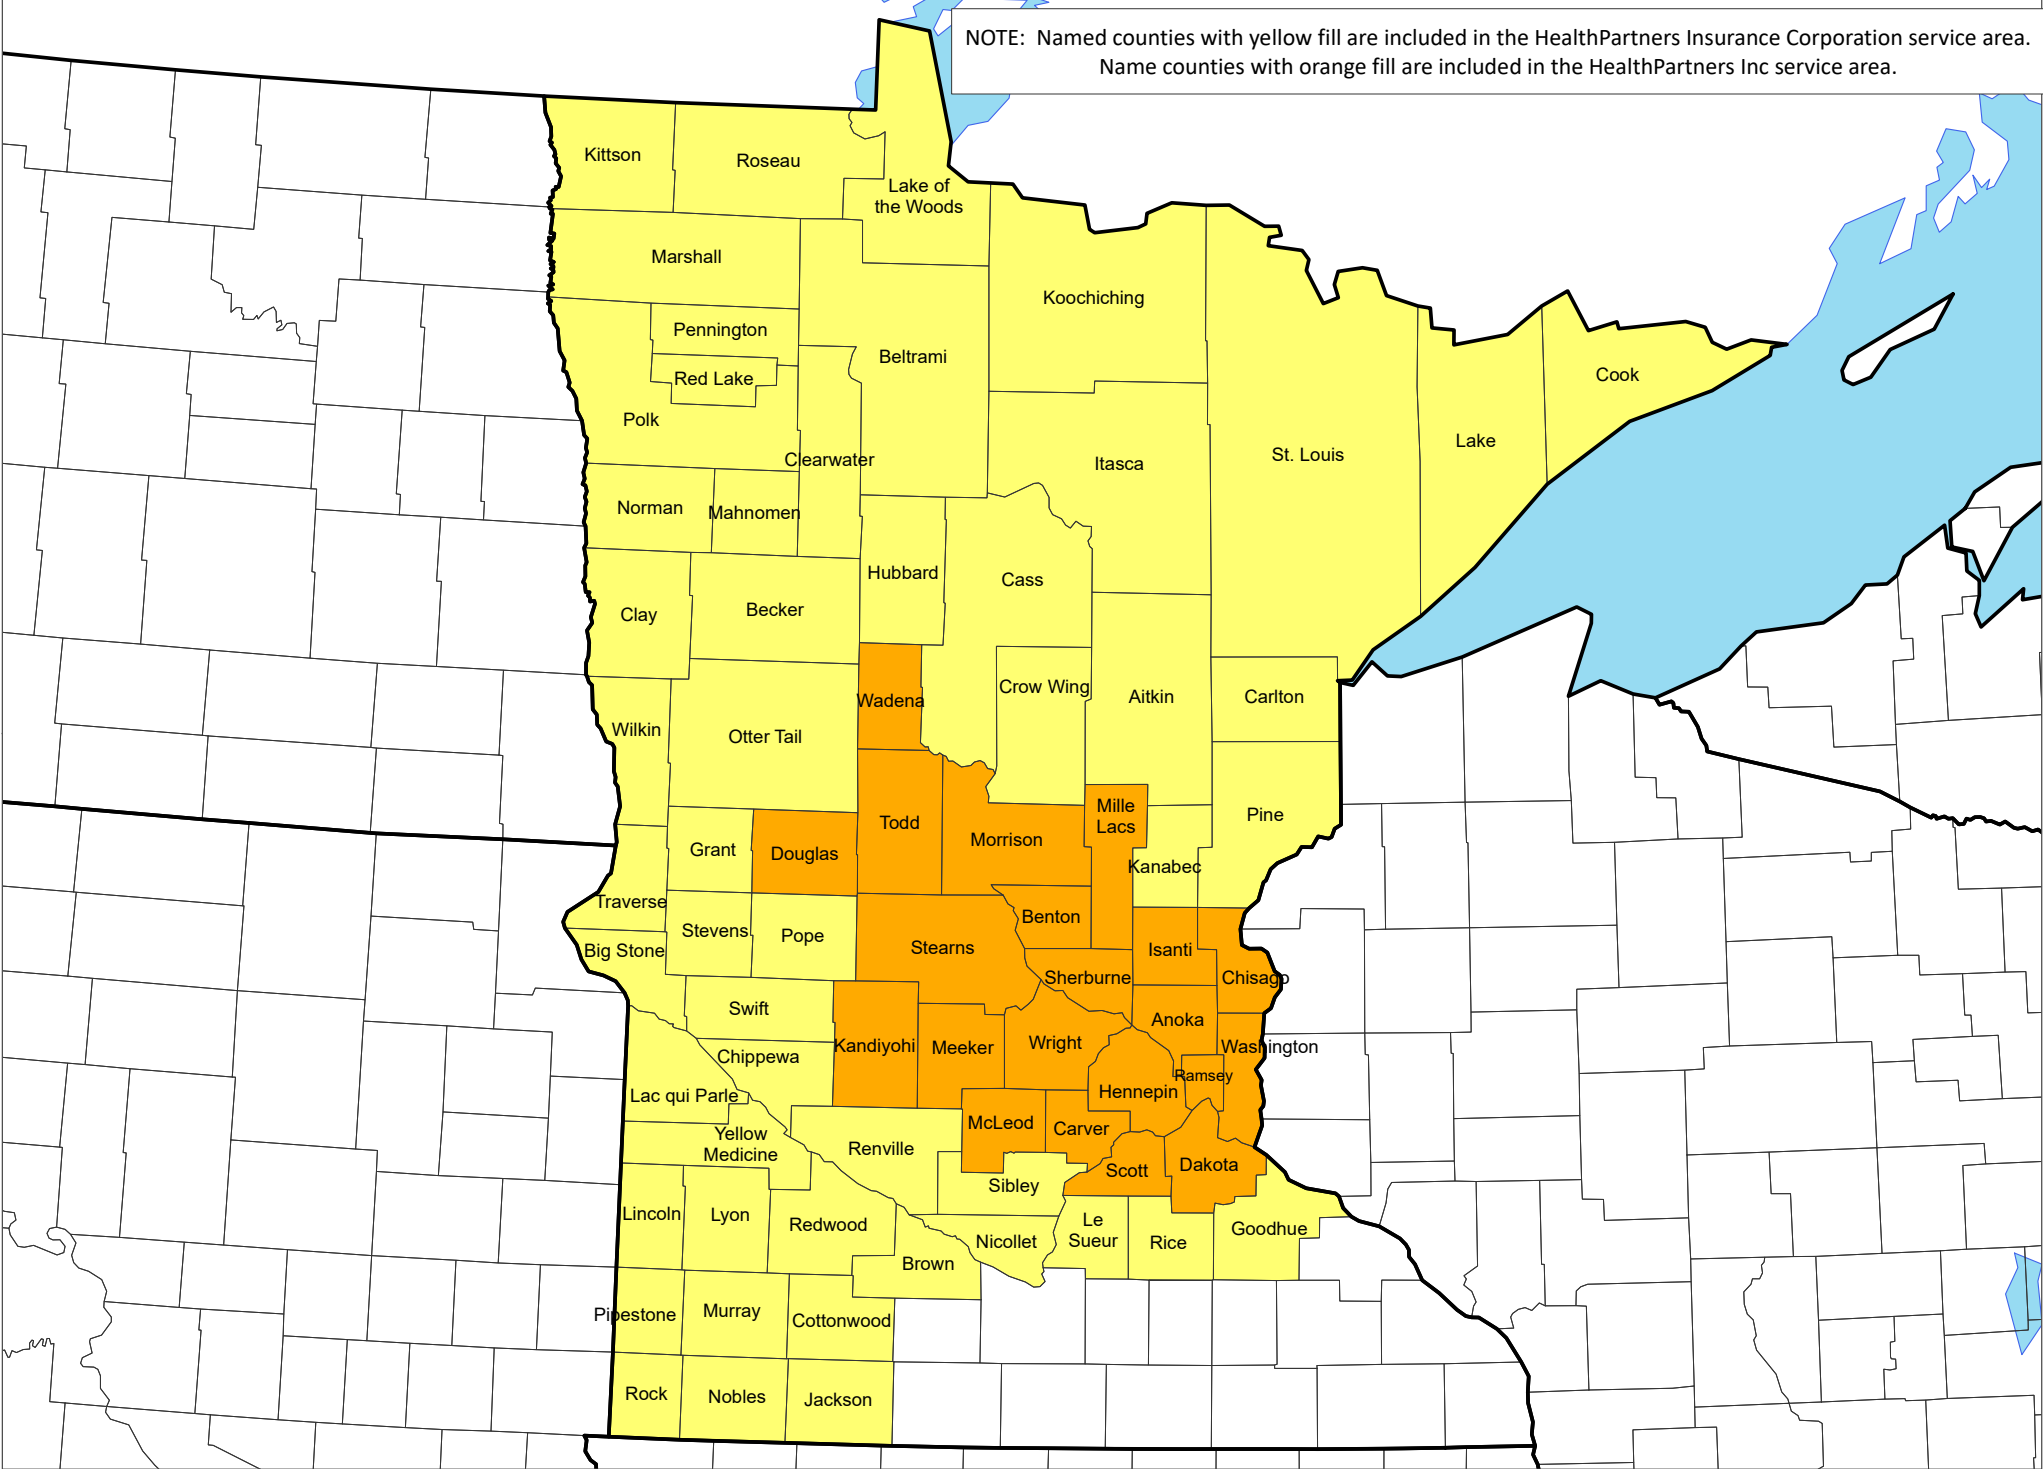 NOTE: Named counties with yellow fill are included in the HealthPartners Insurance Corporation service area.
Name counties with orange fill are included in the HealthPartners Inc service area.
Kittson
Roseau
Lake of
the Woods
Marshall
Koochiching
Pennington
Beltrami
Red Lake
Cook
Polk
Lake
St. Louis
Clearwater
Itasca
Norman
Mahnomen
Hubbard
Cass
Clay
Becker
Crow Wing
Aitkin
Carlton
Wadena
Wilkin
Otter Tail
Mille
Lacs
Pine
Todd
Morrison
Grant
Douglas
Kanabec
Traverse
Benton
Stevens
Pope
Stearns
Isanti
Big Stone
Sherburne
Chisago
Swift
Anoka
Kandiyohi
Meeker
Wright
Washington
Chippewa
Ramsey
Hennepin
Lac qui Parle
McLeod
Carver
Yellow
Medicine
Renville
Scott
Dakota
Sibley
Lincoln
Lyon
Redwood
Le
Sueur
Goodhue
Nicollet
Rice
Brown
Pipestone
Murray
Cottonwood
Rock
Nobles
Jackson